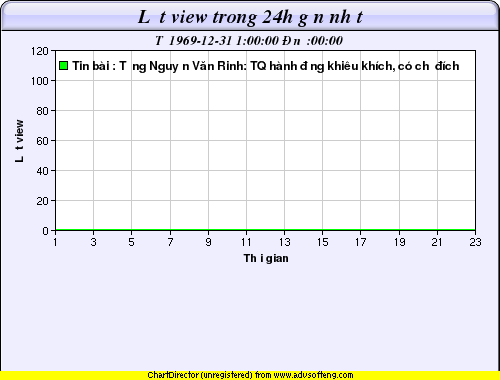 L t view trong 24h g n nh t
T 1969-12-31 1:00:00 Đn :00:00
Tin bài : T ng Nguy n Văn Rinh: TQ hành đ ng khiêu khích, có ch đích
L t view
120
100
80
60
40
20
0
1 3 5 7 9 11 13 15 17 19 21 23
Th i gian
ChartDirector (unregistered) from www.advsofteng.com